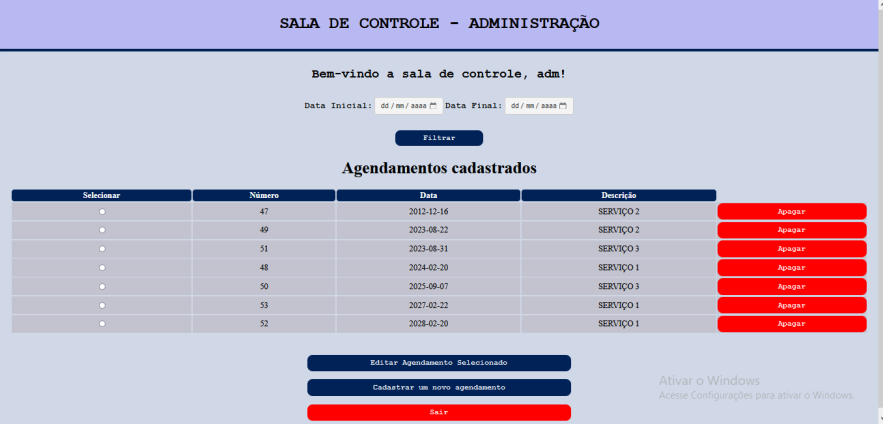 SALA DE CONTROLE - ADMINISTRAÇÃO
Bem-vindo a sala de controle, adm!
Data Inicial: dd/mm/aaaa Data Final: dd/mm/aaaa
Filtrar
Agendamentos cadastrados
Selecionar Número Data Descrição
47 2012-12-16 SERVIÇO 2 Apagar
49 2023-08-22 SERVIÇO 2 Apagar
51 2023-08-31 SERVIÇO 3 Apagar
48 2024-02-20 SERVIÇO 1 Apagar
50 2025-09-07 SERVIÇO 3 Apagar
53 2027-02-22 SERVIÇO 1 Apagar
52 2028-02-20 SERVIÇO 1 Apagar
Editar Agendamento Selecionado
Cadastrar um novo agendamento
Sair
Ativar o Windows
Acesse Configurações para ativar o Windows.